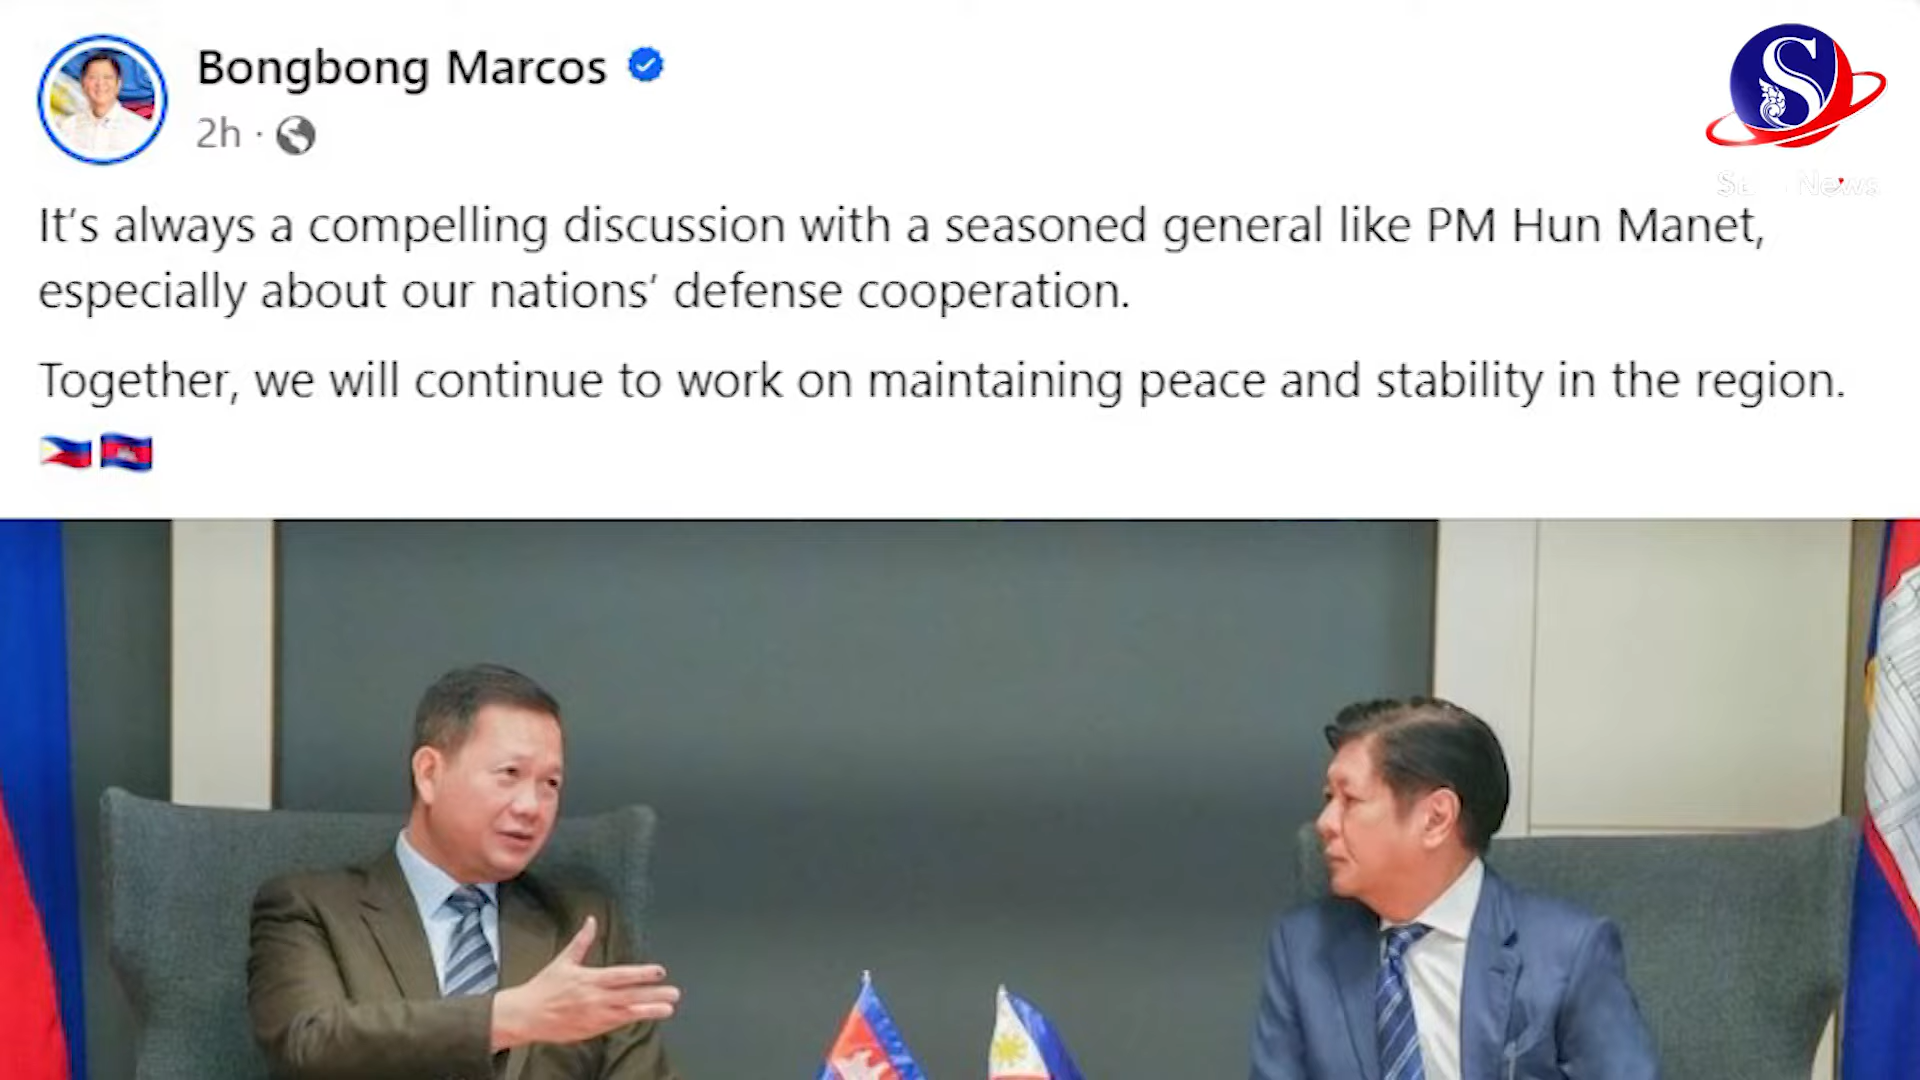 Bongbong Marcos
2h ·
S
News
It's always a compelling discussion with a seasoned general like PM Hun Manet,
especially about our nations' defense cooperation.
Together, we will continue to work on maintaining peace and stability in the region.